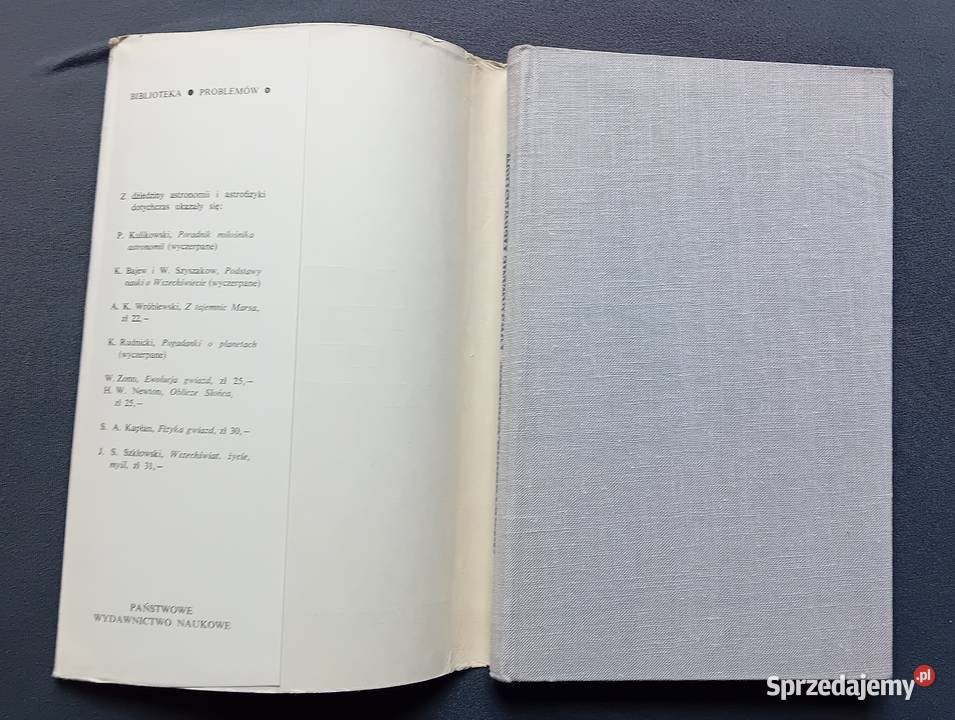 BIBLIOTEKA • PROBLEMÓW •
Z dziedziny astronomii i astrofizyki
dotychczas ukazały się:
P. Kulikowski, Poradnik miłośnika
astronomii (wyczerpane)
K. Bajew i W. Szyszakow, Podstawy
nauki o Wszechświecie (wyczerpane)
A. K. Wróblewski, Z tajemnic Marsa,
zł 22,–
K. Rudnicki, Pogadanki o planetach
(wyczerpane)
W. Zonn, Ewolucja gwiazd, zł 25,–
H. W. Newton, Oblicze Słońca,
zł 25,–
S. A. Kapłan, Fizyka gwiazd, zł 30,–
J. S. Szkłowski, Wszechświat, życie,
myśl, zł 31,–
PAŃSTWOWE
WYDAWNICTWO NAUKOWE
Sprzedajemy.pl